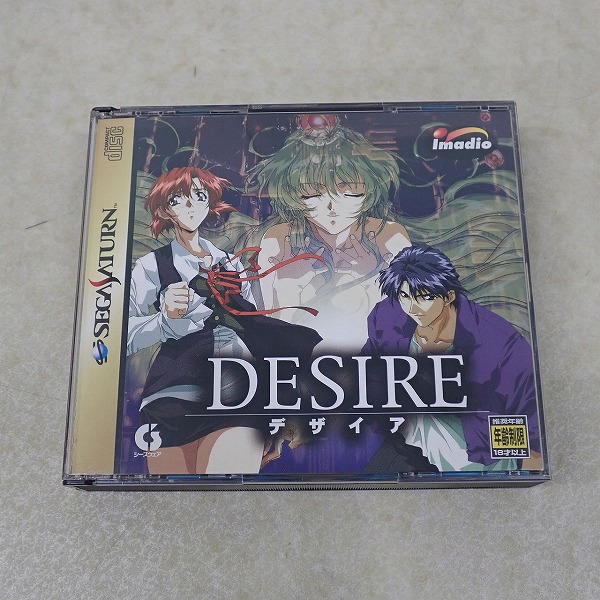 COMPACT
disc
SEGA SATURN™
Imadio
DESIRE
デザイア
シーズウェア
推奨年齢
年齢制限
18才以上